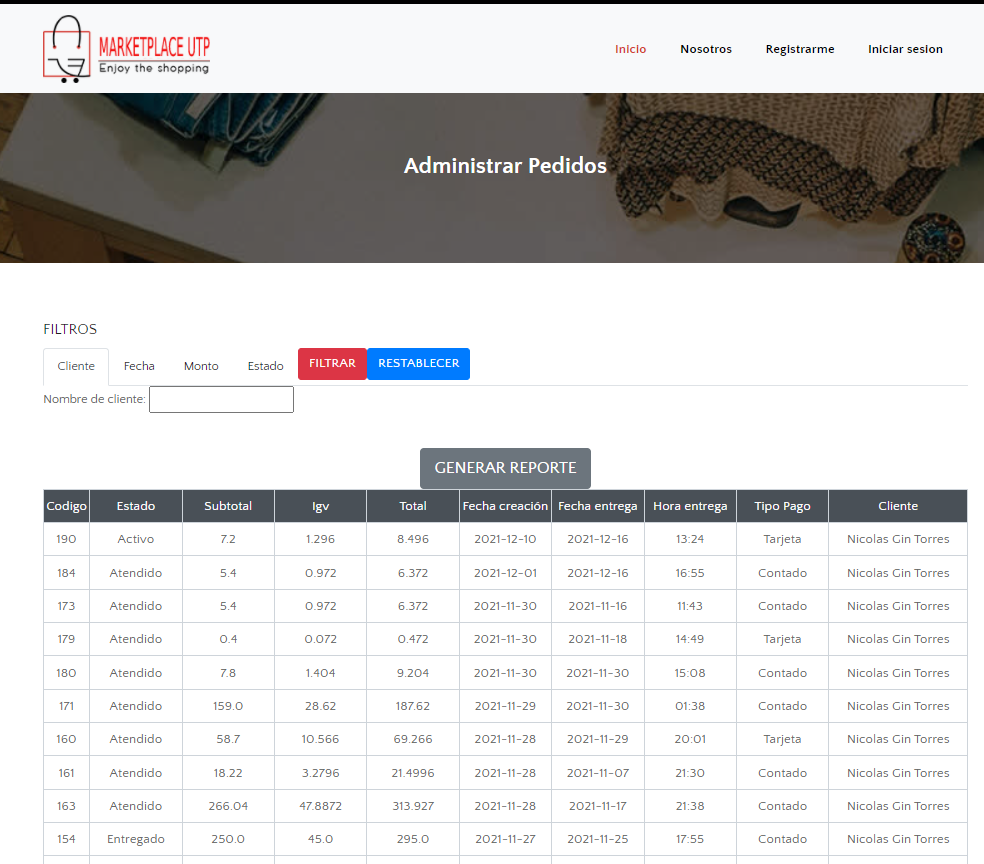 MARKETPLACE UTP
Enjoy the shopping
Inicio Nosotros Registrarme Iniciar sesion
Administrar Pedidos
FILTROS
Cliente Fecha Monto Estado FILTRAR RESTABLECER
Nombre de cliente:
GENERAR REPORTE
Codigo Estado Subtotal Igv Total Fecha creación Fecha entrega Hora entrega Tipo Pago Cliente
190 Activo 7.2 1.296 8.496 2021-12-10 2021-12-16 13:24 Tarjeta Nicolas Gin Torres
184 Atendido 5.4 0.972 6.372 2021-12-01 2021-12-16 16:55 Contado Nicolas Gin Torres
173 Atendido 5.4 0.972 6.372 2021-11-30 2021-11-16 11:43 Contado Nicolas Gin Torres
179 Atendido 0.4 0.072 0.472 2021-11-30 2021-11-18 14:49 Tarjeta Nicolas Gin Torres
180 Atendido 7.8 1.404 9.204 2021-11-30 2021-11-30 15:08 Contado Nicolas Gin Torres
171 Atendido 159.0 28.62 187.62 2021-11-29 2021-11-30 01:38 Contado Nicolas Gin Torres
160 Atendido 58.7 10.566 69.266 2021-11-28 2021-11-29 20:01 Tarjeta Nicolas Gin Torres
161 Atendido 18.22 3.2796 21.4996 2021-11-28 2021-11-07 21:30 Contado Nicolas Gin Torres
163 Atendido 266.04 47.8872 313.927 2021-11-28 2021-11-17 21:38 Contado Nicolas Gin Torres
154 Entregado 250.0 45.0 295.0 2021-11-27 2021-11-25 17:55 Contado Nicolas Gin Torres